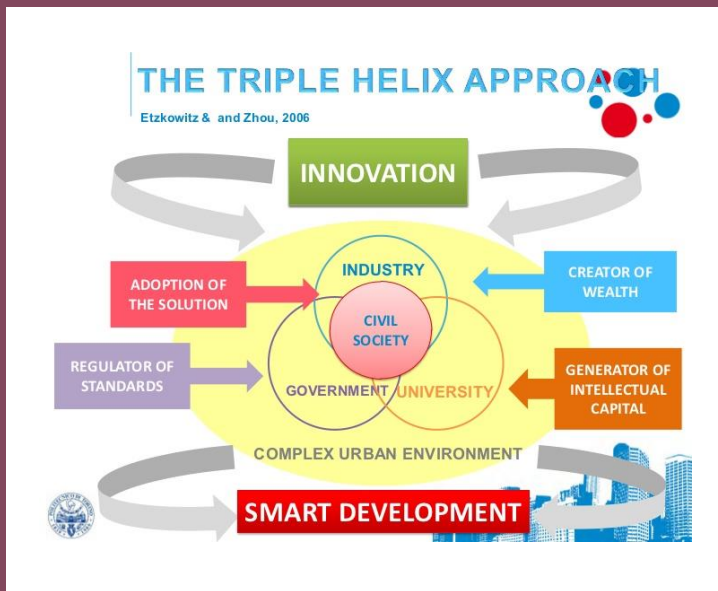 THE TRIPLE HELIX APPROACH
Etzkowitz & and Zhou, 2006
INNOVATION
INDUSTRY
ADOPTION OF
THE SOLUTION
CREATOR OF
WEALTH
CIVIL
SOCIETY
REGULATOR OF
STANDARDS
GOVERNMENT
UNIVERSITY
GENERATOR OF
INTELLECTUAL
CAPITAL
COMPLEX URBAN ENVIRONMENT
SMART DEVELOPMENT